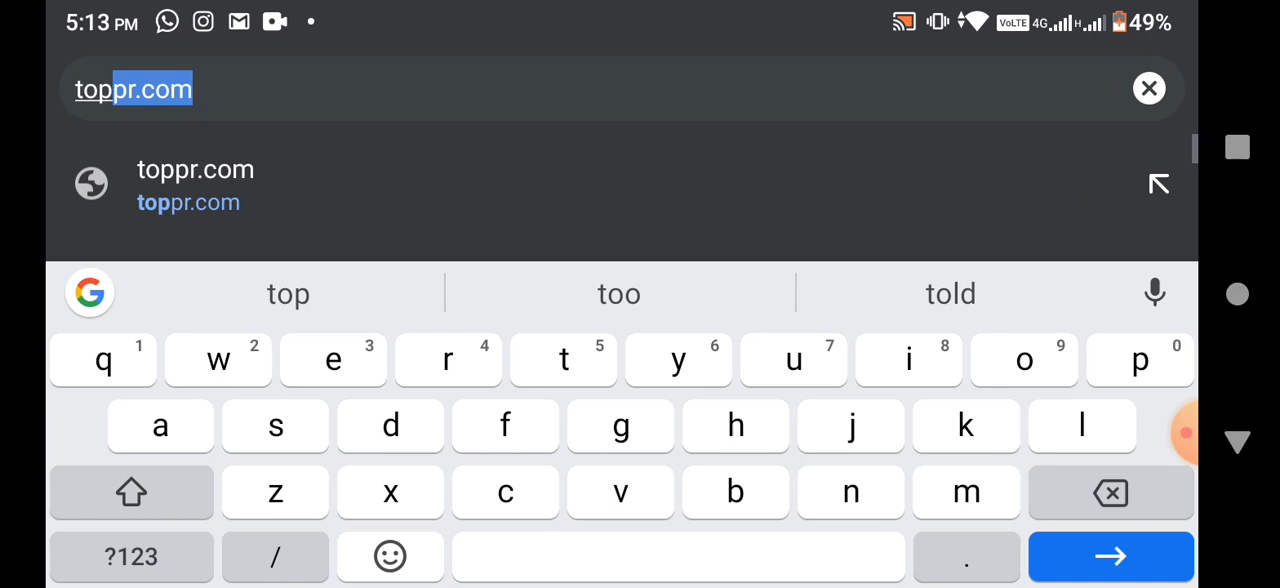 5:13 PM VoLTE 4G H 49%
toppr.com
toppr.com
toppr.com
top too told
q 1 w 2 e 3 r 4 t 5 y 6 u 7 i 8 o 9 p 0
a s d f g h j k l
z x c v b n m
?123 / .